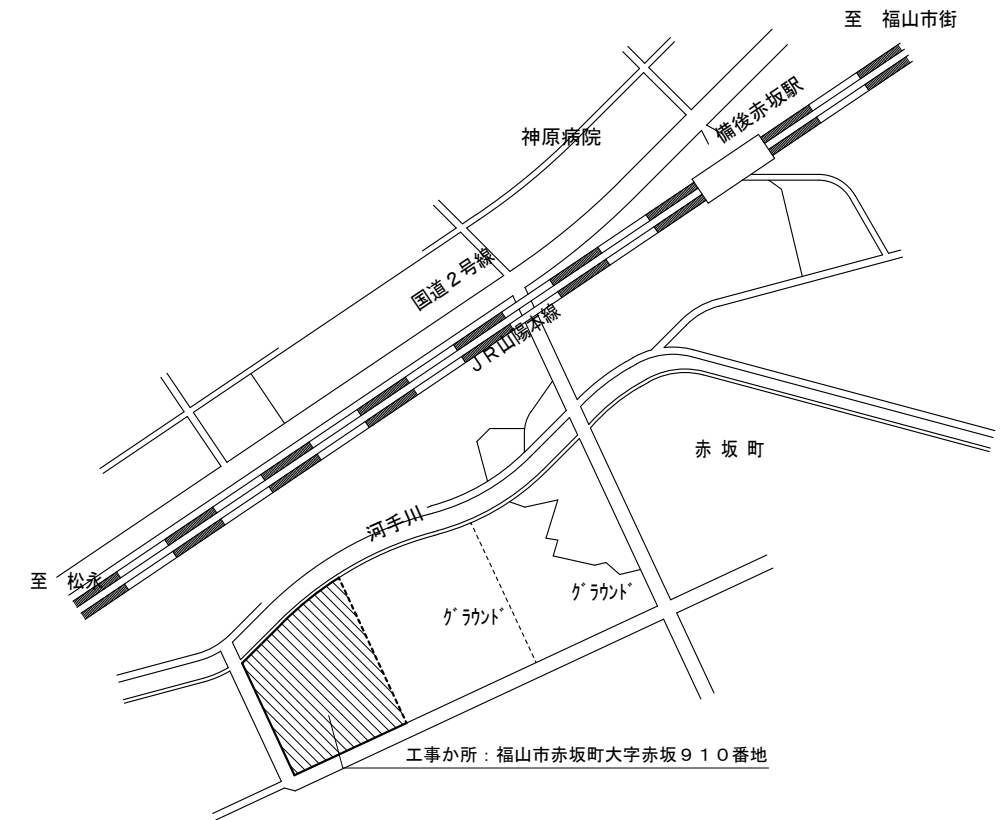 至　福山市街
備後赤坂駅
神原病院
国道２号線
ＪＲ山陽本線
赤 坂 町
河手川
至　松永
ｸﾞﾗｳﾝﾄﾞ
ｸﾞﾗｳﾝﾄﾞ
工事か所：福山市赤坂町大字赤坂９１０番地